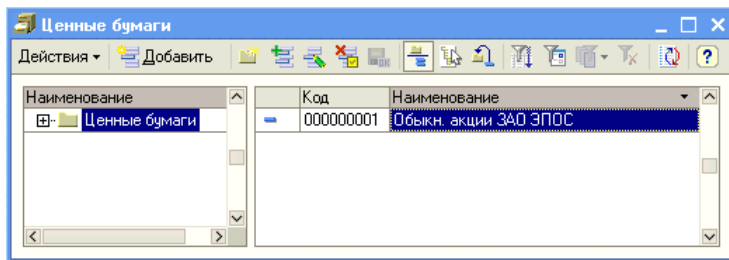 Ценные бумаги
Действия Добавить
Наименование
Ценные бумаги
Код Наименование
000000001 Обыкн. акции ЗАО ЭПОС